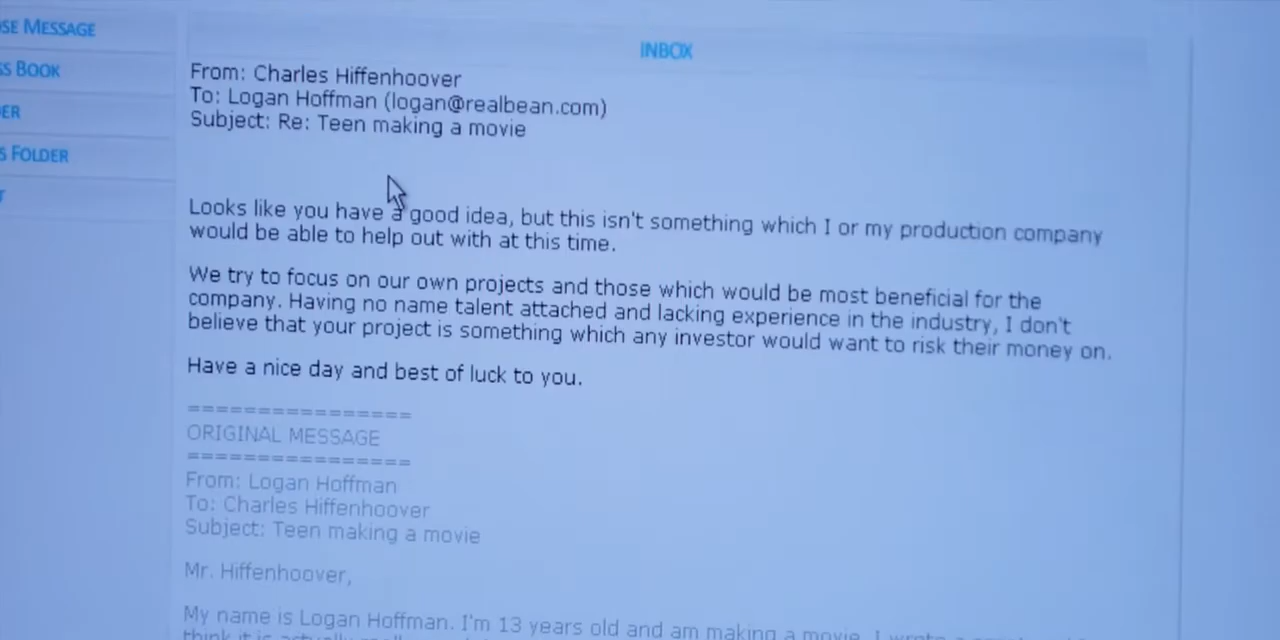 SE MESSAGE
INBOX
From: Charles Hiffenhoover
To: Logan Hoffman (logan@realbean.com)
Subject: Re: Teen making a movie
S BOOK
ER
S FOLDER
T
Looks like you have a good idea, but this isn't something which I or my production company
would be able to help out with at this time.
We try to focus on our own projects and those which would be most beneficial for the
company. Having no name talent attached and lacking experience in the industry, I don't
believe that your project is something which any investor would want to risk their money on.
Have a nice day and best of luck to you.
===============
ORIGINAL MESSAGE
===============
From: Logan Hoffman
To: Charles Hiffenhoover
Subject: Teen making a movie
Mr. Hiffenhoover,
My name is Logan Hoffman. I'm 13 years old and am making a movie. I wrote a
think it is actually